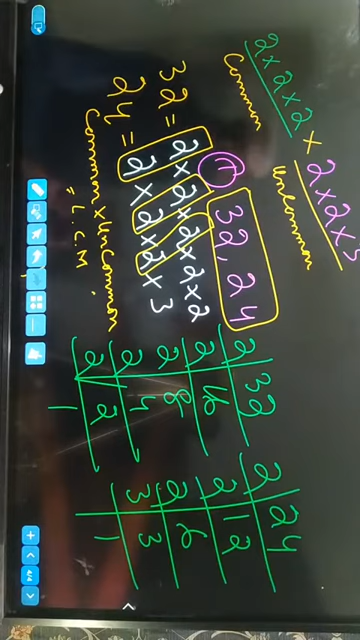 ① 32, 24
32 = 2×2×2×2×2
24 = 2×2×2×3
Common × Uncommon
= L.C.M
2×2×2 × 2×2×3
Common Uncommon
2 | 32
2 | 16
2 | 8
2 | 4
2 | 2
1
2 | 24
2 | 12
2 | 6
3 | 3
1
4/4